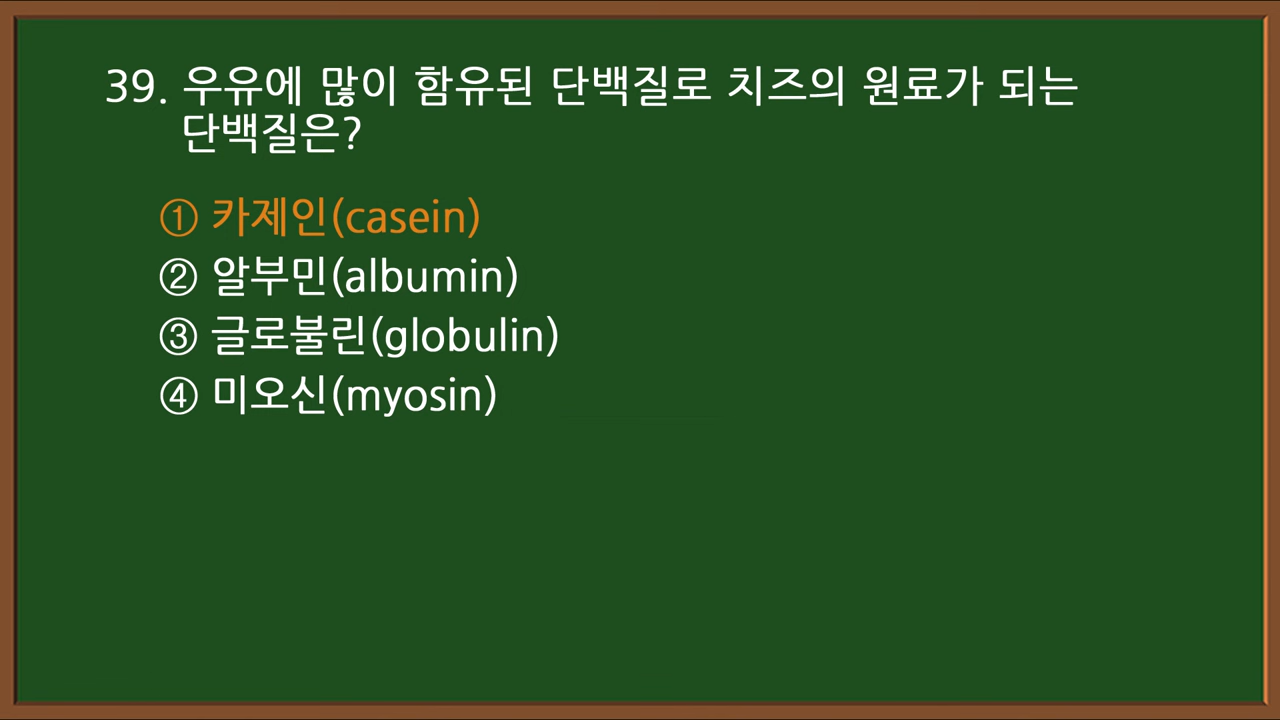 39. 우유에 많이 함유된 단백질로 치즈의 원료가 되는
단백질은?
① 카제인(casein)
② 알부민(albumin)
③ 글로불린(globulin)
④ 미오신(myosin)